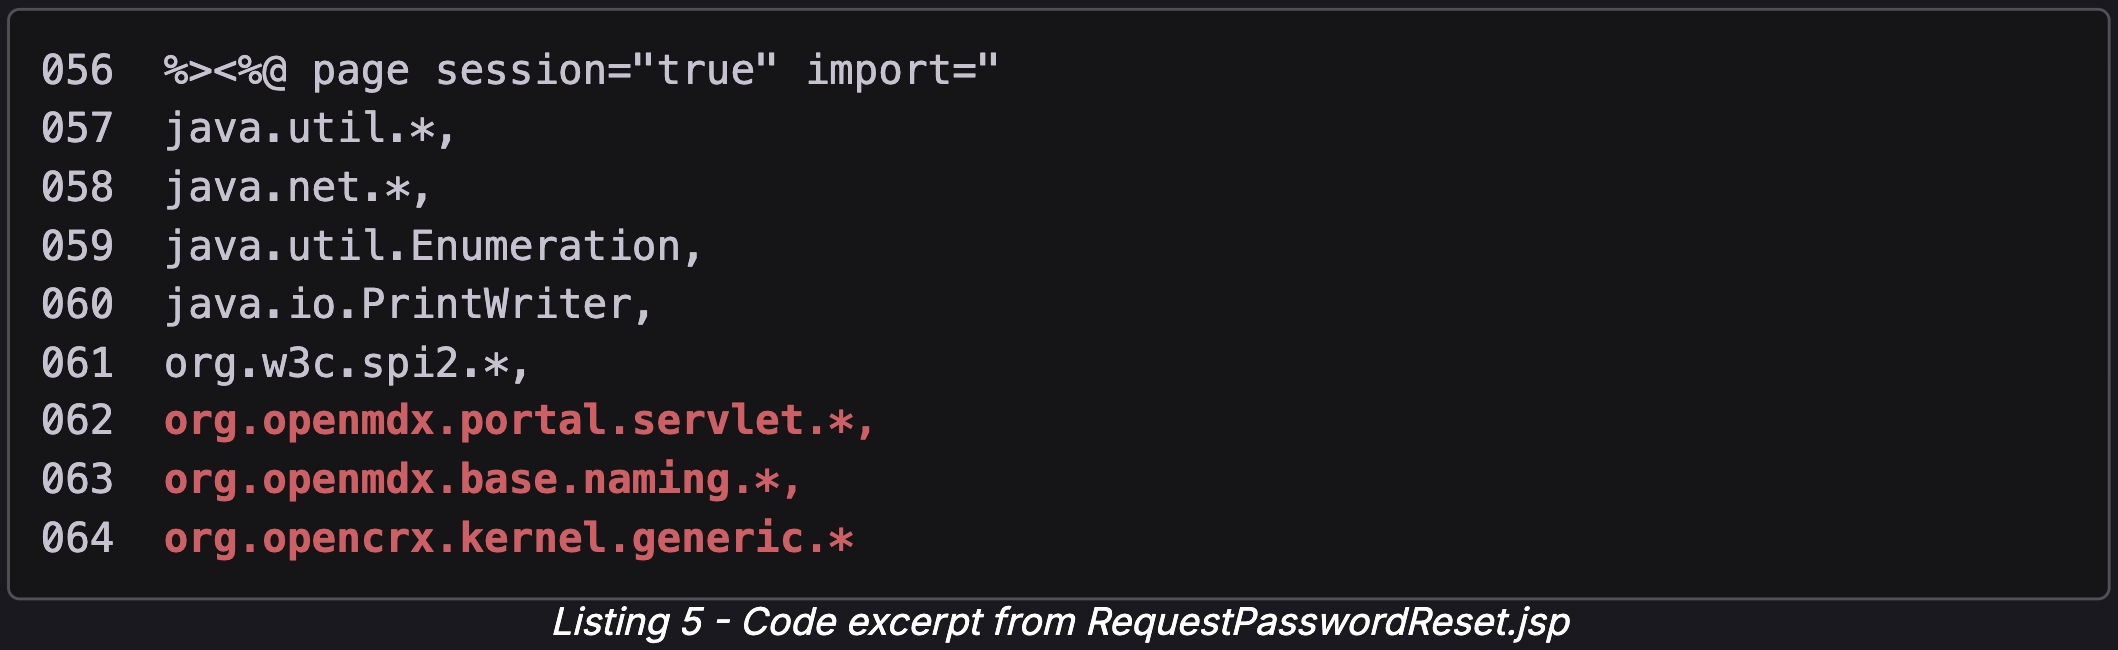 056  %><%@ page session="true" import="
057  java.util.*,
058  java.net.*,
059  java.util.Enumeration,
060  java.io.PrintWriter,
061  org.w3c.spi2.*,
062  org.openmdx.portal.servlet.*,
063  org.openmdx.base.naming.*,
064  org.opencrx.kernel.generic.*
Listing 5 - Code excerpt from RequestPasswordReset.jsp